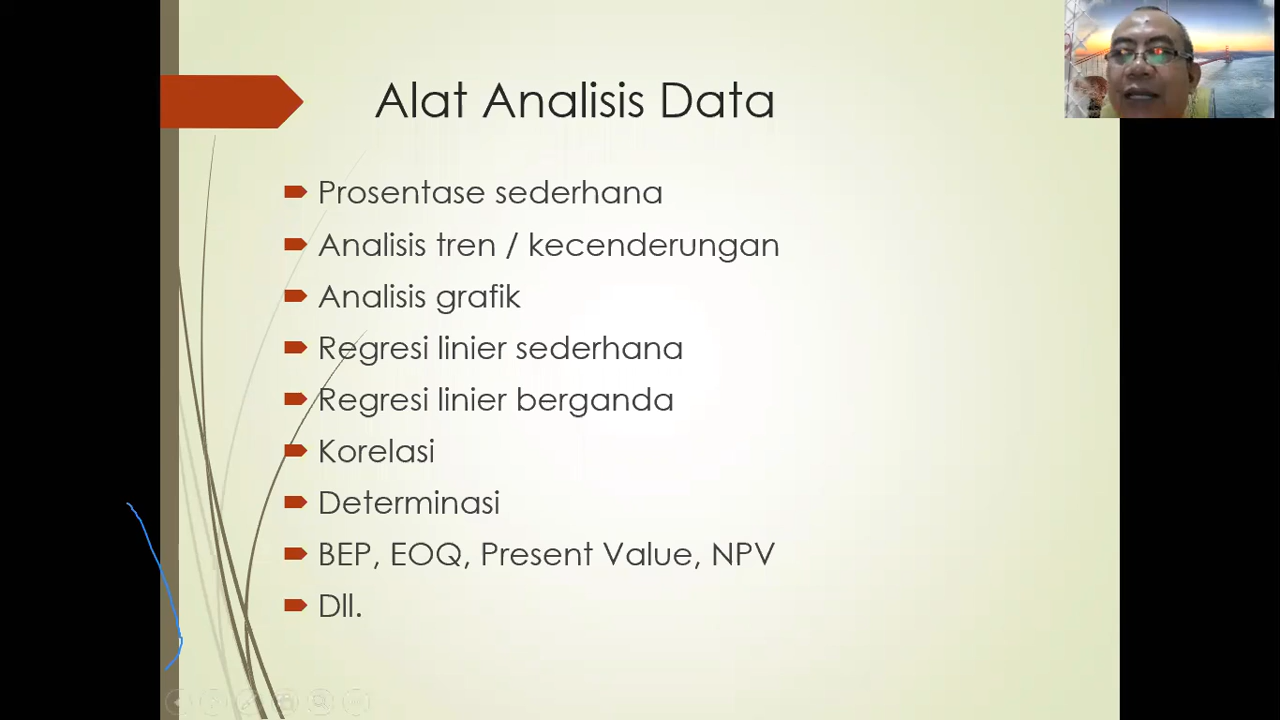 Alat Analisis Data
Prosentase sederhana
Analisis tren / kecenderungan
Analisis grafik
Regresi linier sederhana
Regresi linier berganda
Korelasi
Determinasi
BEP, EOQ, Present Value, NPV
Dll.